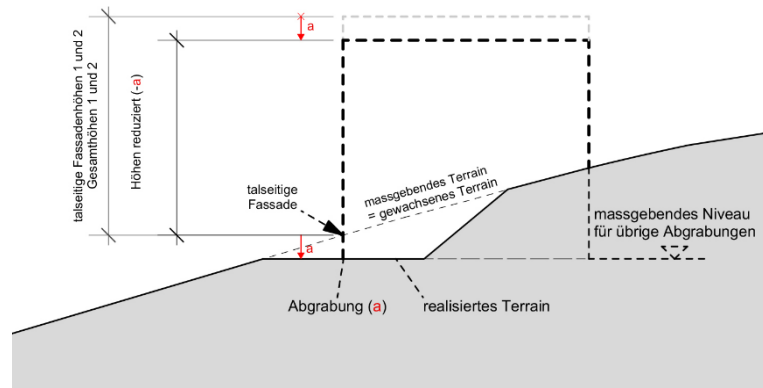 a
talseitige Fassadenhöhen 1 und 2
Gesamthöhen 1 und 2
Höhen reduziert (-a)
talseitige
Fassade
massgebendes Terrain
= gewachsenes Terrain
massgebendes Niveau
für übrige Abgrabungen
a
Abgrabung (a)
realisiertes Terrain